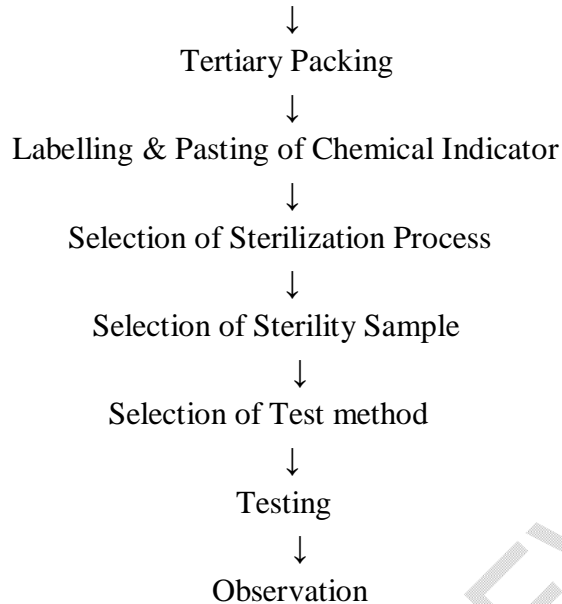 ↓
Tertiary Packing
↓
Labelling & Pasting of Chemical Indicator
↓
Selection of Sterilization Process
↓
Selection of Sterility Sample
↓
Selection of Test method
↓
Testing
↓
Observation